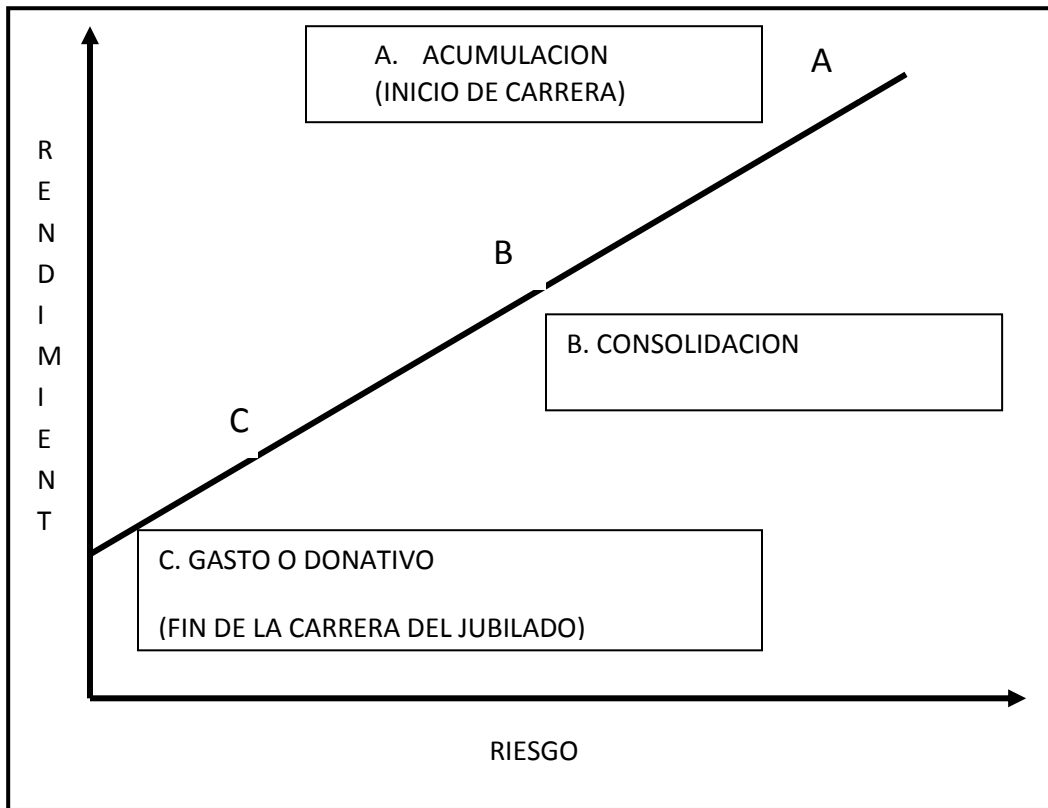 A. ACUMULACION
(INICIO DE CARRERA)
A
R
E
N
D
I
M
I
E
N
T
B
B. CONSOLIDACION
C
C. GASTO O DONATIVO
(FIN DE LA CARRERA DEL JUBILADO)
RIESGO